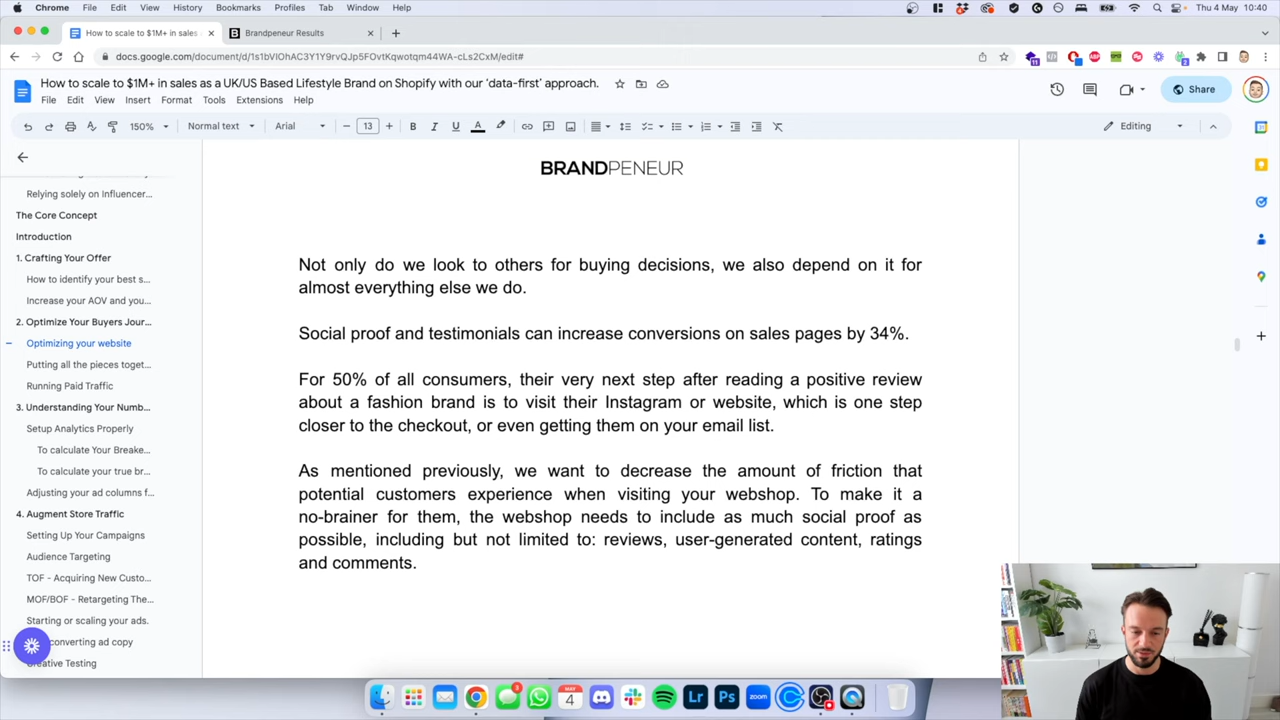 Chrome File Edit View History Bookmarks Profiles Tab Window Help Thu 4 May 10:40
How to scale to $1M+ in sales Brandpeneur Results
docs.google.com/document/d/1s1bVIOhAC3Y1Y9rvQJp5FOvtKqwotqm44WA-cLs2CxM/edit#
How to scale to $1M+ in sales as a UK/US Based Lifestyle Brand on Shopify with our 'data-first' approach.
File Edit View Insert Format Tools Extensions Help
Share
150% Normal text Arial 13 B I U A Editing
BRANDPENEUR
Relying solely on Influencer...
The Core Concept
Introduction
1. Crafting Your Offer
How to identify your best s...
Increase your AOV and you...
2. Optimize Your Buyers Jour...
Optimizing your website
Putting all the pieces toget...
Running Paid Traffic
3. Understanding Your Numb...
Setup Analytics Properly
To calculate Your Breake...
To calculate your true br...
Adjusting your ad columns f...
4. Augment Store Traffic
Setting Up Your Campaigns
Audience Targeting
TOF - Acquiring New Custo...
MOF/BOF - Retargeting The...
Starting or scaling your ads.
converting ad copy
Creative Testing
Not only do we look to others for buying decisions, we also depend on it for
almost everything else we do.
Social proof and testimonials can increase conversions on sales pages by 34%.
For 50% of all consumers, their very next step after reading a positive review
about a fashion brand is to visit their Instagram or website, which is one step
closer to the checkout, or even getting them on your email list.
As mentioned previously, we want to decrease the amount of friction that
potential customers experience when visiting your webshop. To make it a
no-brainer for them, the webshop needs to include as much social proof as
possible, including but not limited to: reviews, user-generated content, ratings
and comments.
MAY
4
Lr
Ps
zoom